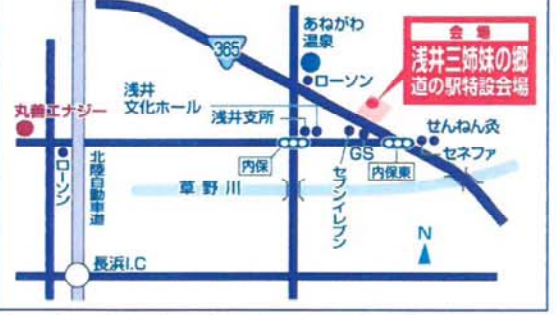 365
あねがわ
温泉
ローソン
会場
浅井三姉妹の郷
道の駅特設会場
浅井
文化ホール
浅井支所
丸善エナジー
せんねん灸
セネファ
GS
内保
内保東
セブンイレブン
ローソン
北陸自動車道
草野川
N
長浜I.C